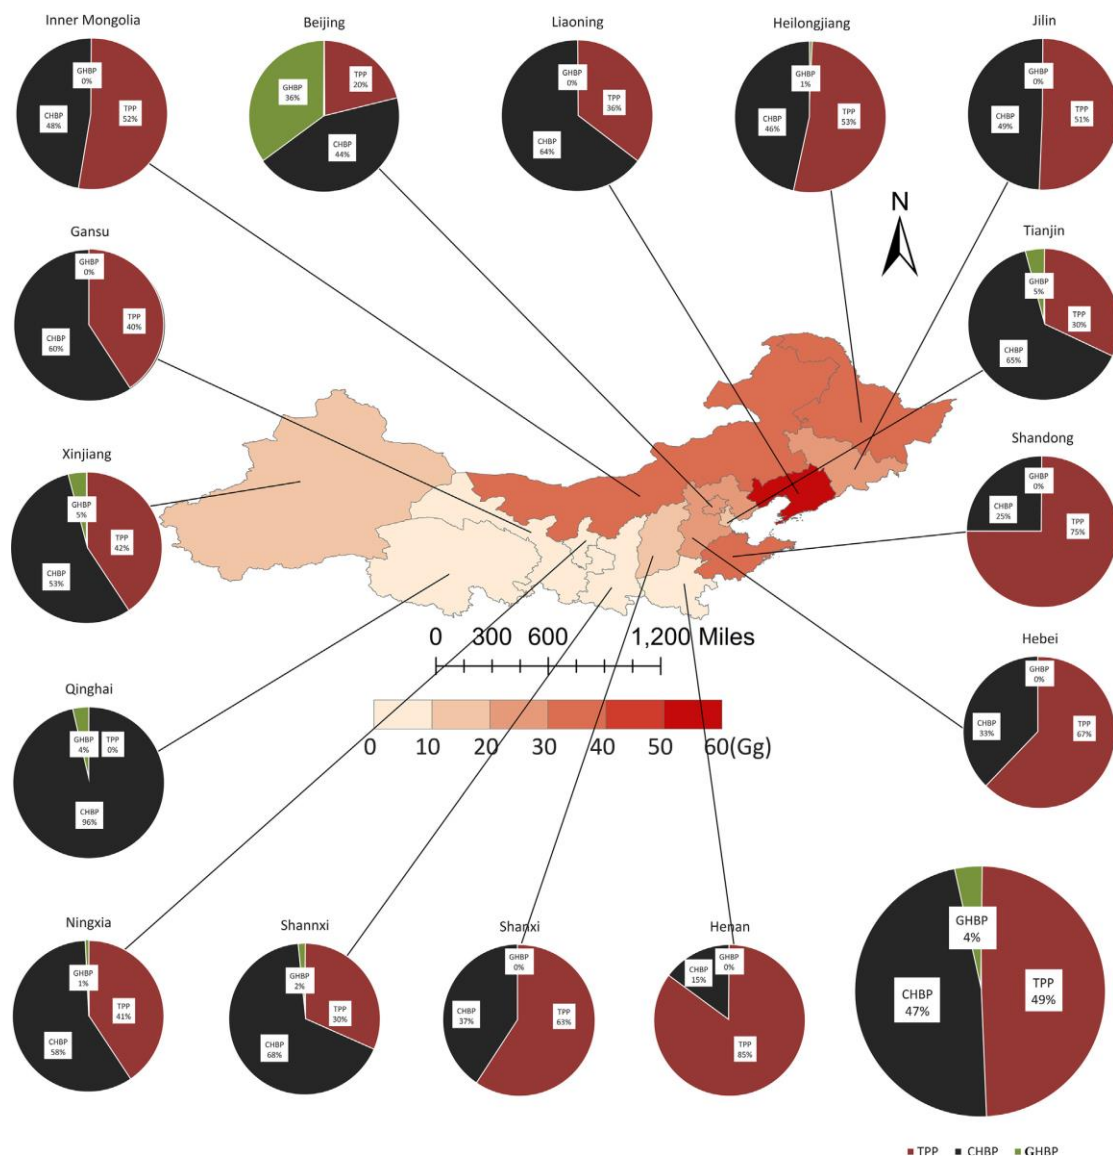 Inner Mongolia
GHBP
0%
CHBP
48%
TPP
52%
Beijing
GHBP
36%
TPP
20%
CHBP
44%
Liaoning
GHBP
0%
TPP
36%
CHBP
64%
Heilongjiang
GHBP
1%
CHBP
46%
TPP
53%
Jilin
GHBP
0%
CHBP
49%
TPP
51%
N
Gansu
GHBP
0%
TPP
40%
CHBP
60%
Tianjin
GHBP
5%
TPP
30%
CHBP
65%
Xinjiang
GHBP
5%
TPP
42%
CHBP
53%
Shandong
GHBP
0%
CHBP
25%
TPP
75%
0 300 600 1,200 Miles
0 10 20 30 40 50 60(Gg)
Hebei
GHBP
0%
CHBP
33%
TPP
67%
Qinghai
GHBP
4%
TPP
0%
CHBP
96%
Ningxia
GHBP
1%
TPP
41%
CHBP
58%
Shannxi
GHBP
2%
TPP
30%
CHBP
68%
Shanxi
GHBP
0%
CHBP
37%
TPP
63%
Henan
GHBP
0%
CHBP
15%
TPP
85%
GHBP
4%
CHBP
47%
TPP
49%
TPP CHBP GHBP